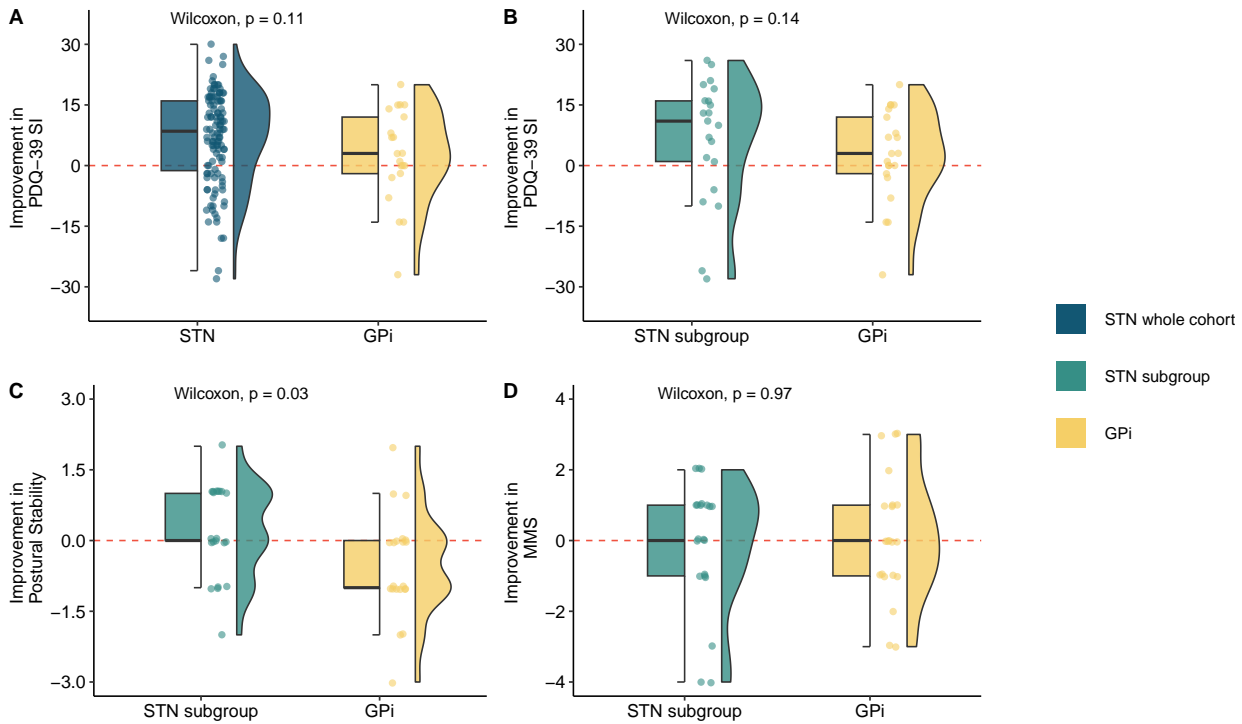 A
Wilcoxon, p = 0.11
Improvement in
PDQ−39 SI
30
15
0
−15
−30
STN
GPi
B
Wilcoxon, p = 0.14
Improvement in
PDQ−39 SI
30
15
0
−15
−30
STN subgroup
GPi
C
Wilcoxon, p = 0.03
Improvement in
Postural Stability
3.0
1.5
0.0
−1.5
−3.0
STN subgroup
GPi
D
Wilcoxon, p = 0.97
Improvement in
MMS
4
2
0
−2
−4
STN subgroup
GPi
STN whole cohort
STN subgroup
GPi